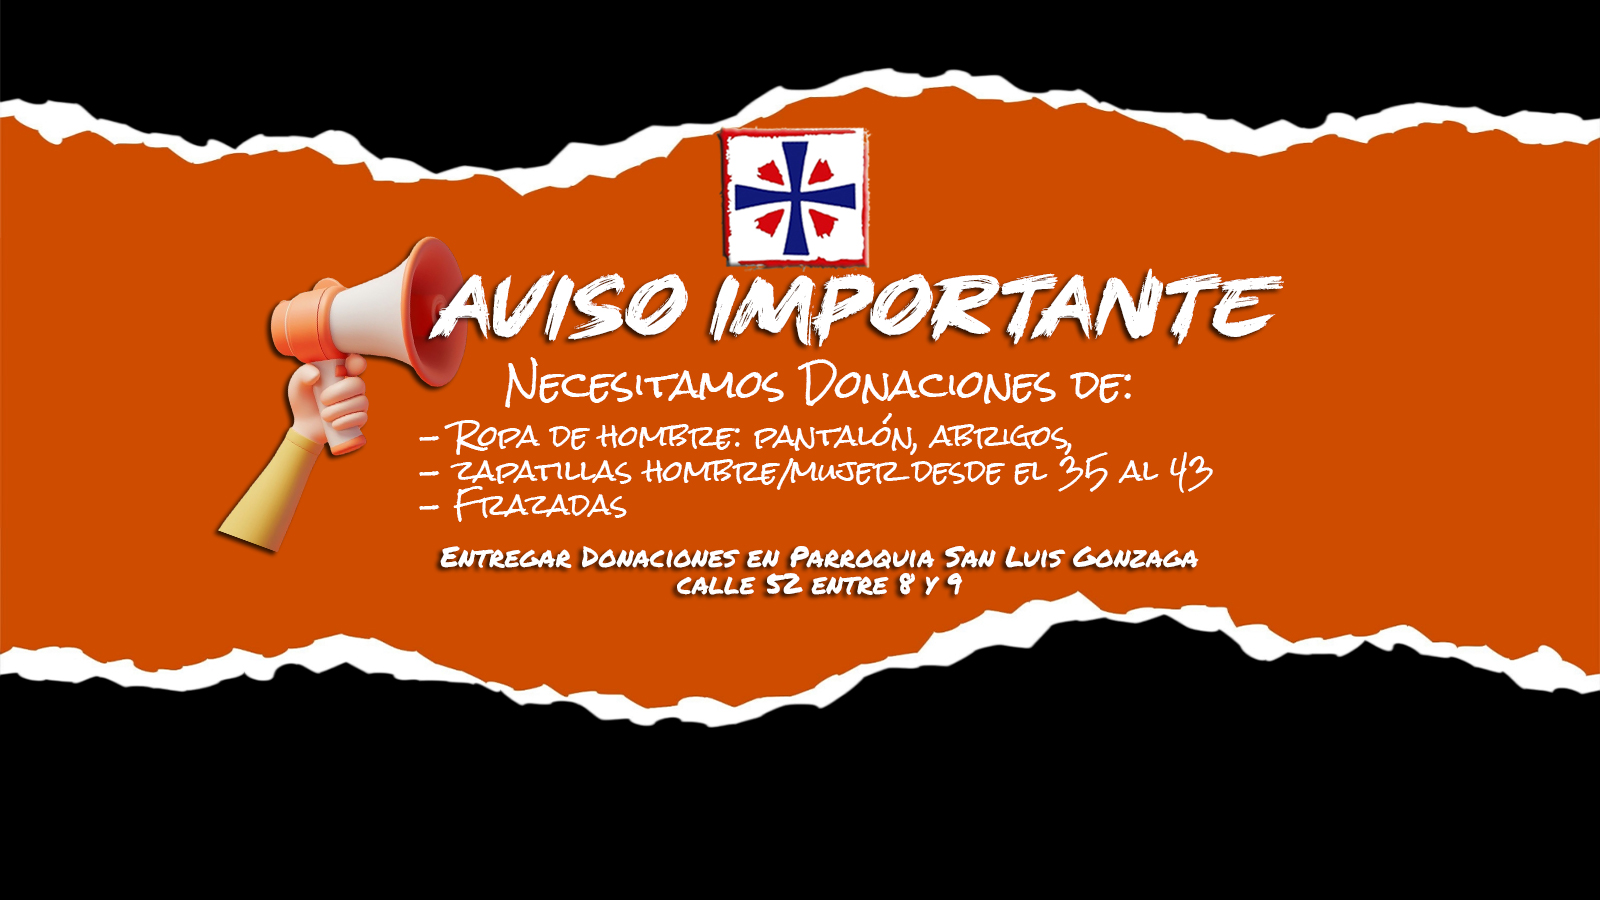 AVISO IMPORTANTE
Necesitamos Donaciones de:
- Ropa de hombre: pantalón, abrigos,
- zapatillas hombre/mujer desde el 35 al 43
- Frazadas
Entregar Donaciones en Parroquia San Luis Gonzaga
calle 52 entre 8 y 9